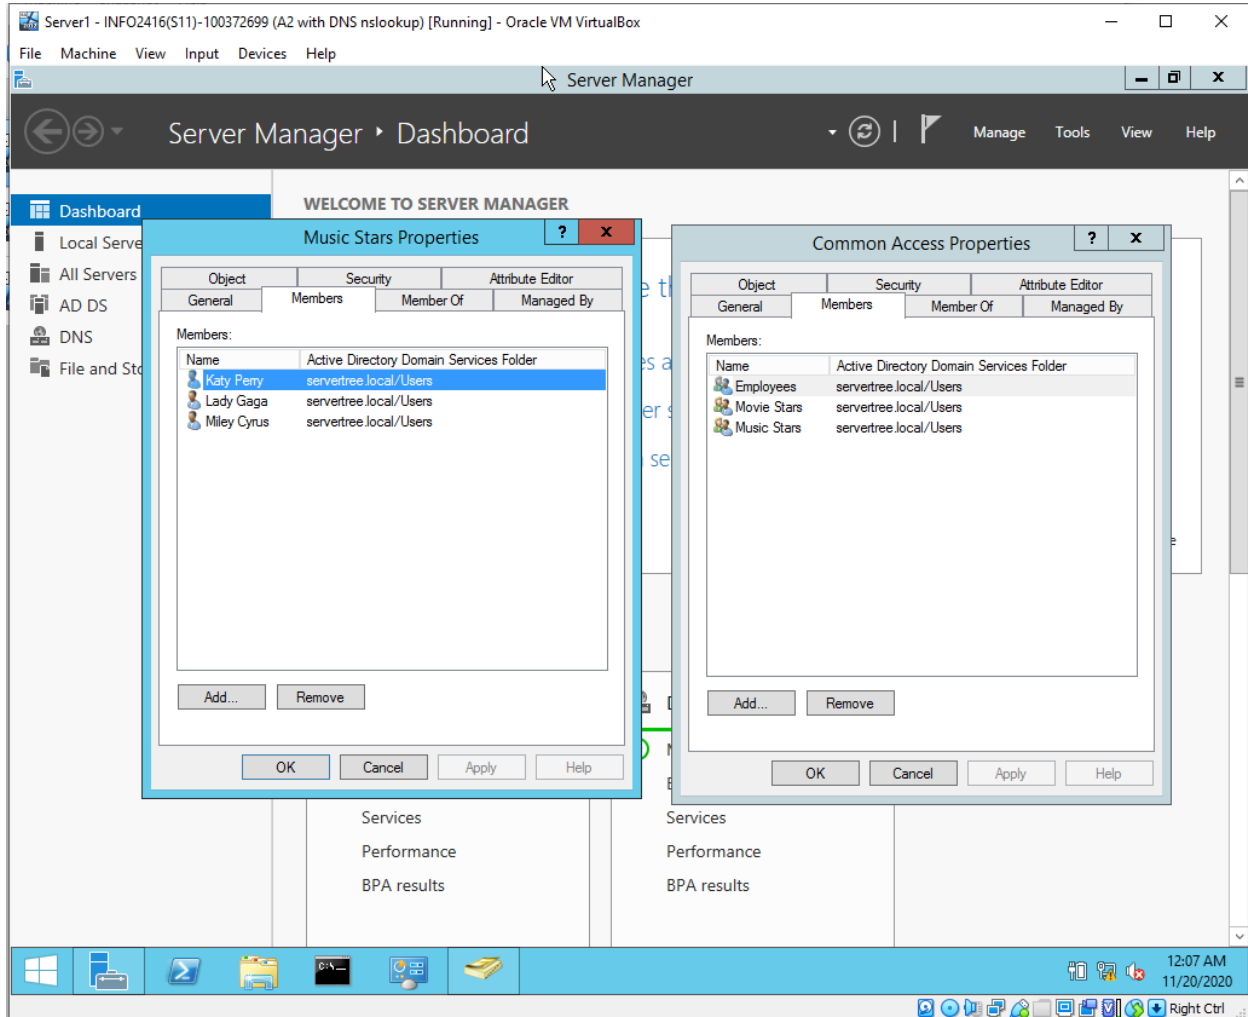 Server1 - INFO2416(S11)-100372699 (A2 with DNS nslookup) [Running] - Oracle VM VirtualBox
File Machine View Input Devices Help
Server Manager
Server Manager • Dashboard
Manage Tools View Help
Dashboard
Local Serve
All Servers
AD DS
DNS
File and Sto
WELCOME TO SERVER MANAGER
Music Stars Properties
? x
Object Security Attribute Editor
General Members Member Of Managed By
Members:
Name Active Directory Domain Services Folder
Katy Perry servertree.local/Users
Lady Gaga servertree.local/Users
Miley Cyrus servertree.local/Users
Add... Remove
OK Cancel Apply Help
Common Access Properties
? x
Object Security Attribute Editor
General Members Member Of Managed By
Members:
Name Active Directory Domain Services Folder
Employees servertree.local/Users
Movie Stars servertree.local/Users
Music Stars servertree.local/Users
Add... Remove
OK Cancel Apply Help
Services
Performance
BPA results
Services
Performance
BPA results
12:07 AM
11/20/2020
Right Ctrl